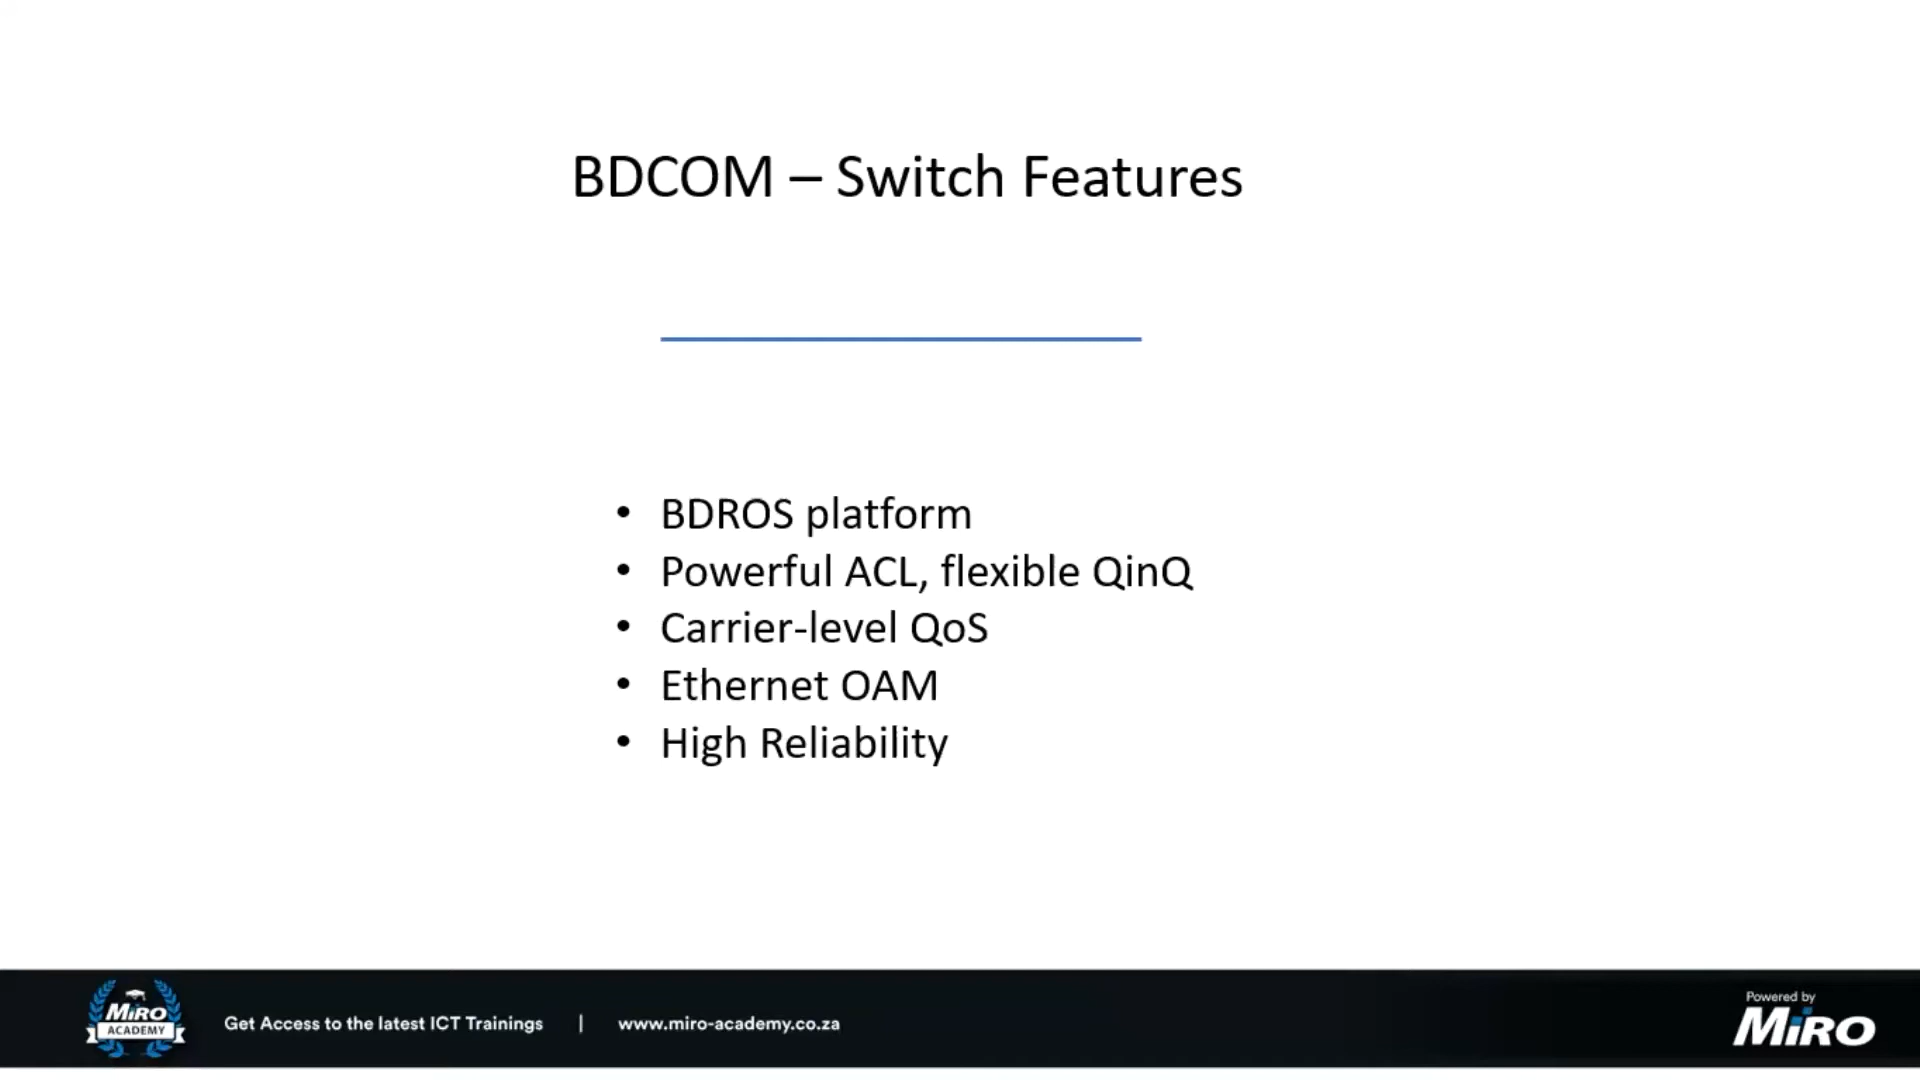 BDCOM – Switch Features
• BDROS platform
• Powerful ACL, flexible QinQ
• Carrier-level QoS
• Ethernet OAM
• High Reliability
MiRO
ACADEMY
Get Access to the latest ICT Trainings | www.miro-academy.co.za
Powered by
MiRO